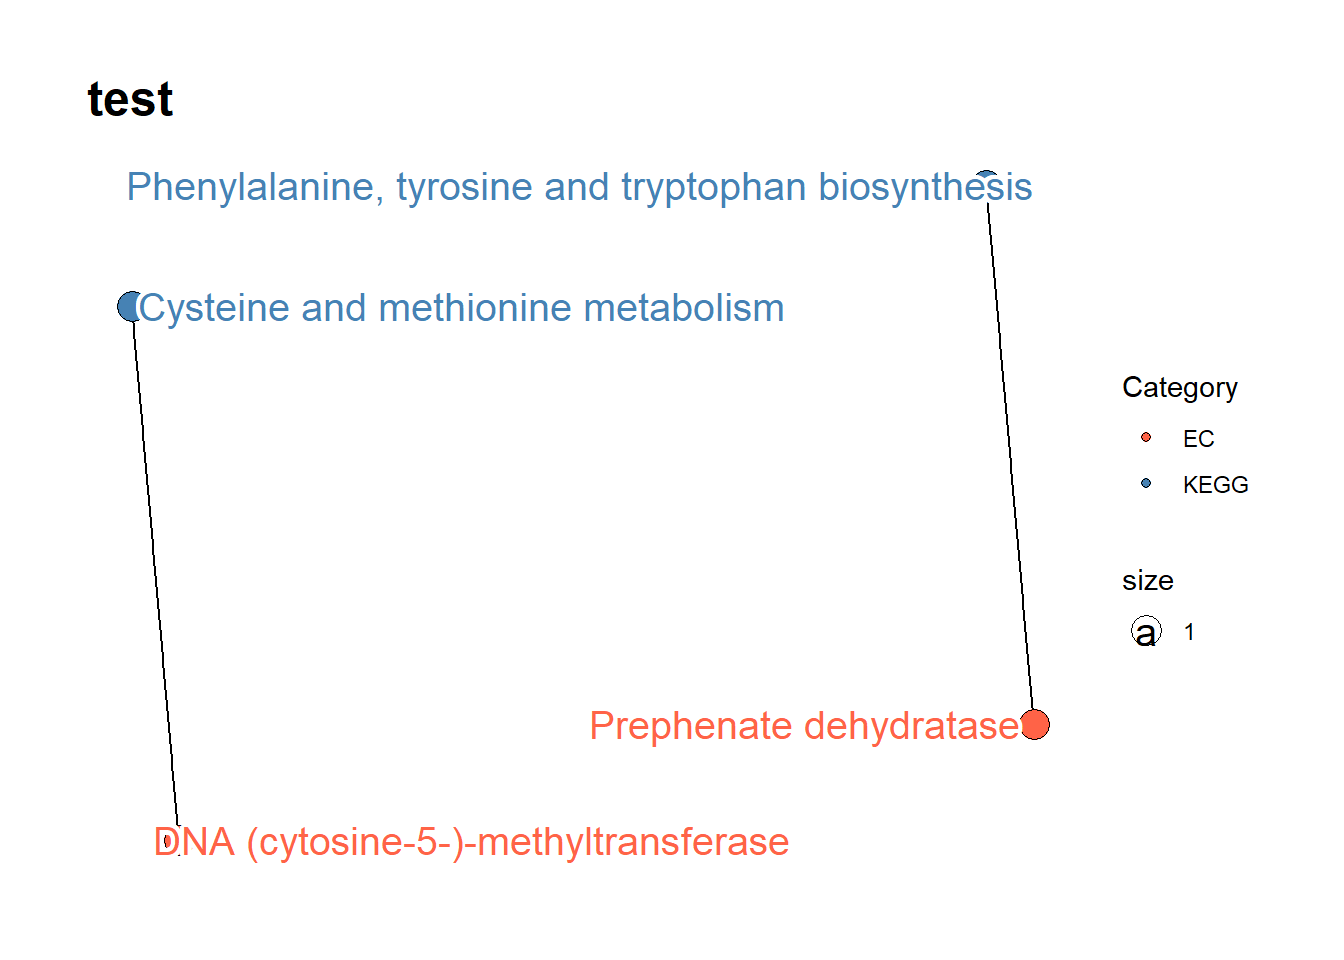 test
Phenylalanine, tyrosine and tryptophan biosynthesis
Cysteine and methionine metabolism
Category
EC
KEGG
size
a 1
Prephenate dehydratase
DNA (cytosine-5-)-methyltransferase